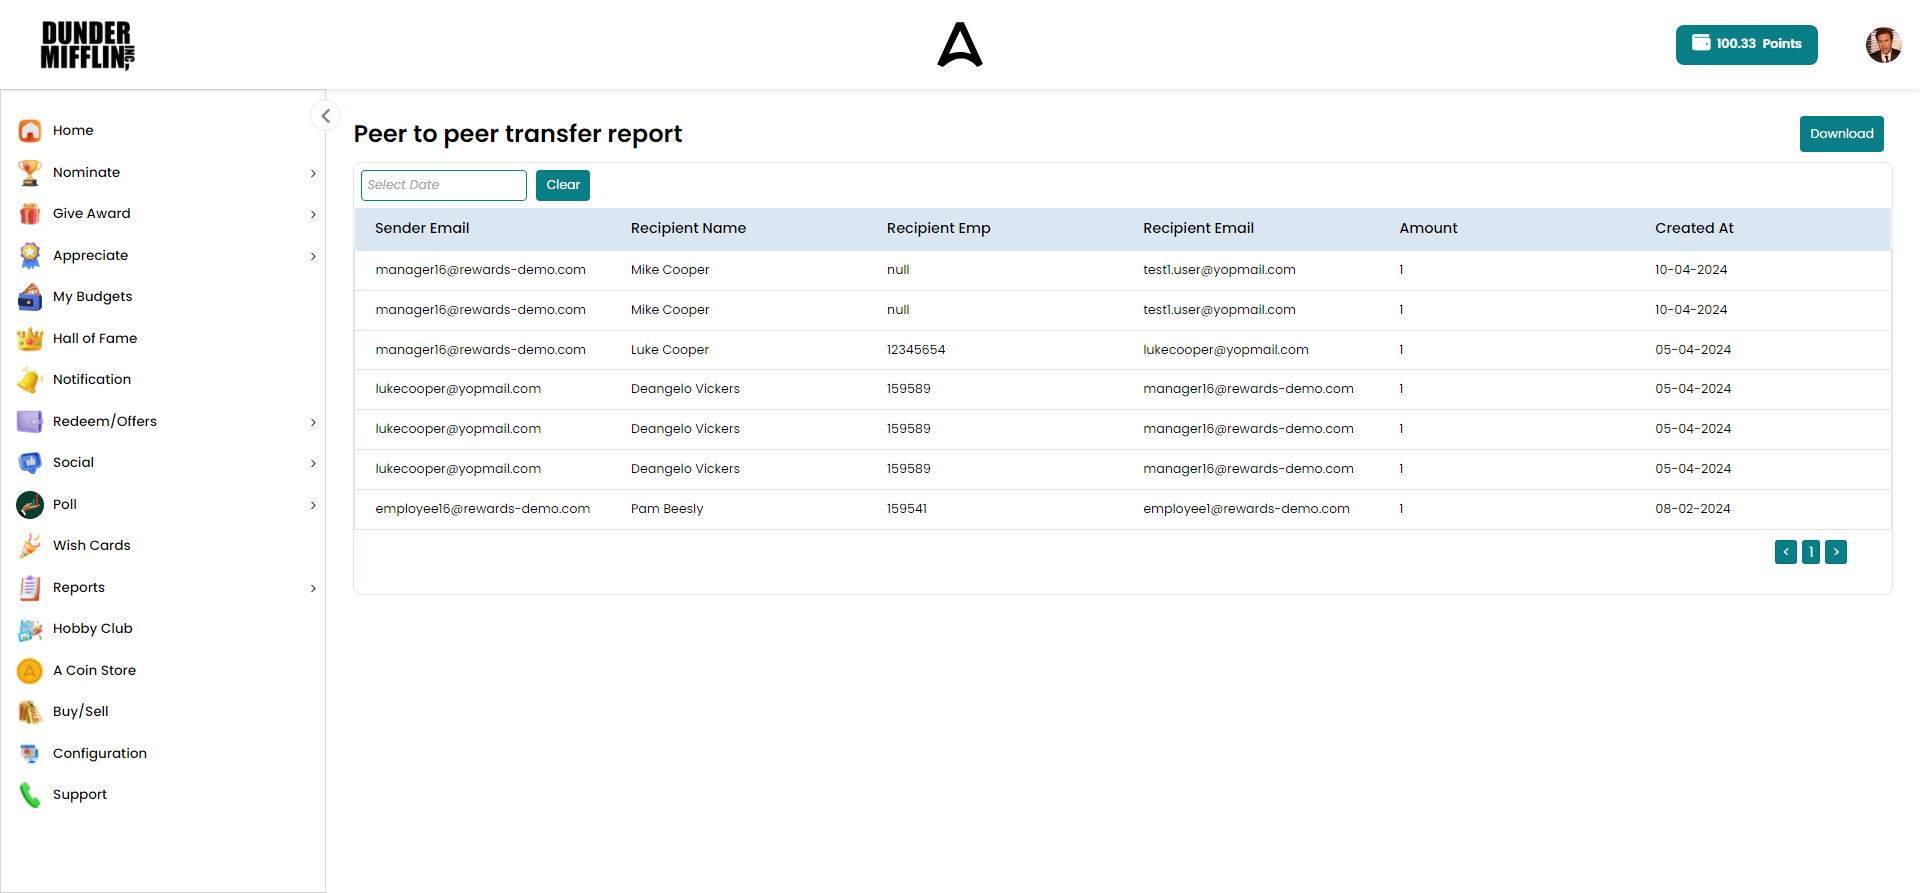 DUNDER
MIFFLIN INC,
100.33 Points
Home
Nominate
Give Award
Appreciate
My Budgets
Hall of Fame
Notification
Redeem/Offers
Social
Poll
Wish Cards
Reports
Hobby Club
A Coin Store
Buy/Sell
Configuration
Support
Peer to peer transfer report
Download
Select Date Clear
Sender Email Recipient Name Recipient Emp Recipient Email Amount Created At
manager16@rewards-demo.com Mike Cooper null test1.user@yopmail.com 1 10-04-2024
manager16@rewards-demo.com Mike Cooper null test1.user@yopmail.com 1 10-04-2024
manager16@rewards-demo.com Luke Cooper 12345654 lukecooper@yopmail.com 1 05-04-2024
lukecooper@yopmail.com Deangelo Vickers 159589 manager16@rewards-demo.com 1 05-04-2024
lukecooper@yopmail.com Deangelo Vickers 159589 manager16@rewards-demo.com 1 05-04-2024
lukecooper@yopmail.com Deangelo Vickers 159589 manager16@rewards-demo.com 1 05-04-2024
employee16@rewards-demo.com Pam Beesly 159541 employee1@rewards-demo.com 1 08-02-2024
< 1 >